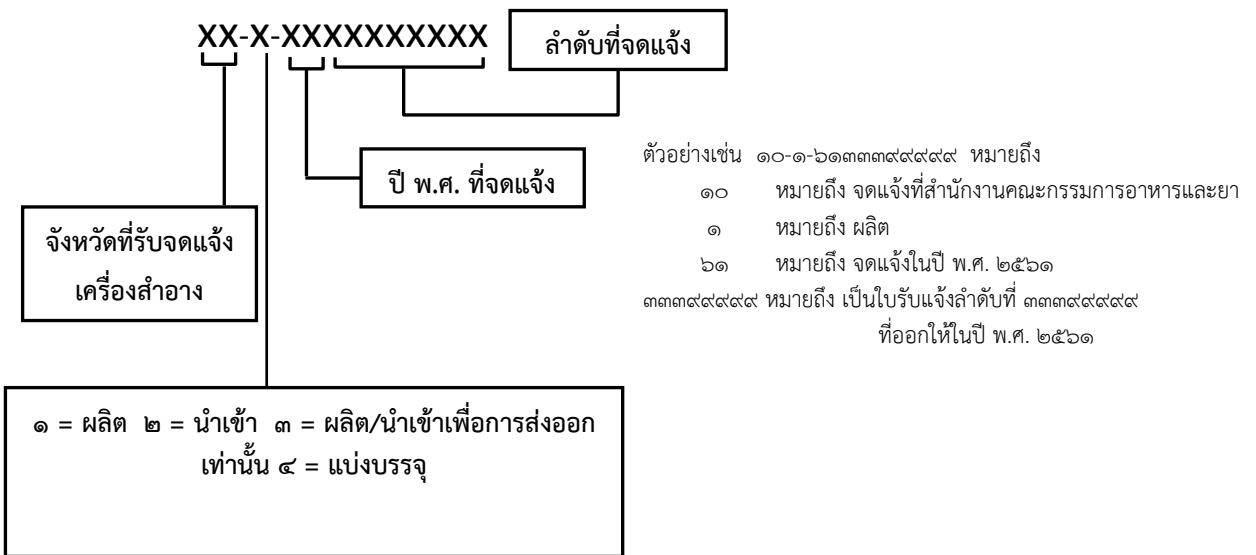 XX-X-XXXXXXXXXX
ลำดับที่จดแจ้ง
ปี พ.ศ. ที่จดแจ้ง
จังหวัดที่รับจดแจ้ง
เครื่องสำอาง
๑ = ผลิต ๒ = นำเข้า ๓ = ผลิต/นำเข้าเพื่อการส่งออก
เท่านั้น ๔ = แบ่งบรรจุ
ตัวอย่างเช่น ๑๐-๑-๖๑๓๓๓๙๙๙๙๙ หมายถึง
๑๐ หมายถึง จดแจ้งที่สำนักงานคณะกรรมการอาหารและยา
๑ หมายถึง ผลิต
๖๑ หมายถึง จดแจ้งในปี พ.ศ. ๒๕๖๑
๓๓๓๙๙๙๙๙ หมายถึง เป็นใบรับแจ้งลำดับที่ ๓๓๓๙๙๙๙๙
ที่ออกให้ในปี พ.ศ. ๒๕๖๑